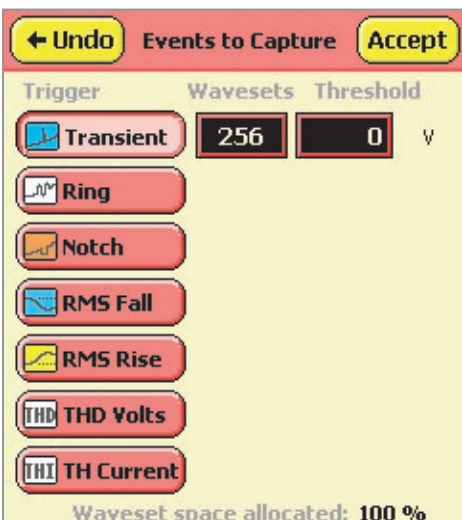 Undo Events to Capture Accept
Trigger Wavesets Threshold
Transient 256 0 V
Ring
Notch
RMS Fall
RMS Rise
THD THD Volts
THI TH Current
Waveset space allocated: 100 %